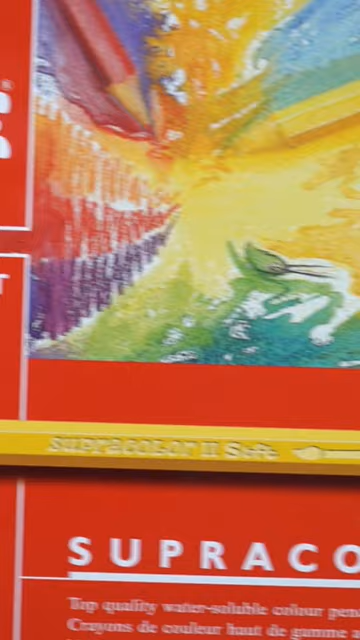 T
SUPRACOLOR II Soft
SUPRACO
Top quality water-soluble colour pen
Crayons de couleur haut de gamme